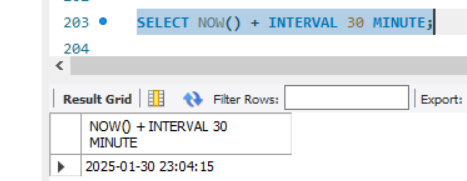 203 SELECT NOW() + INTERVAL 30 MINUTE;
204
Result Grid Filter Rows: Export:
NOW() + INTERVAL 30
MINUTE
2025-01-30 23:04:15